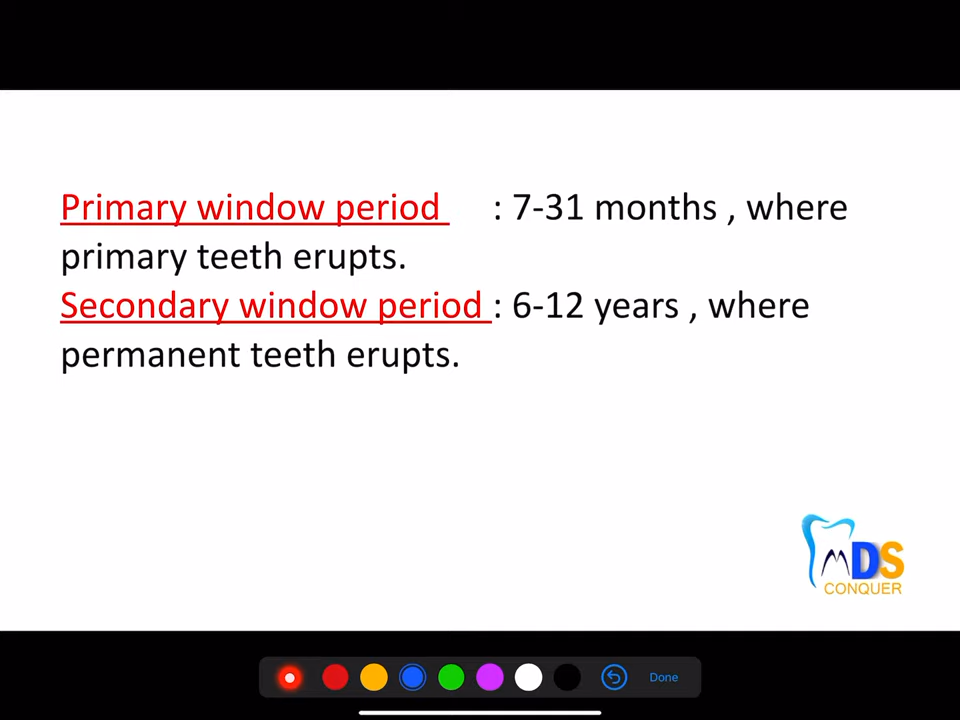 Primary window period : 7-31 months , where
primary teeth erupts.
Secondary window period : 6-12 years , where
permanent teeth erupts.
MDS
CONQUER
Done